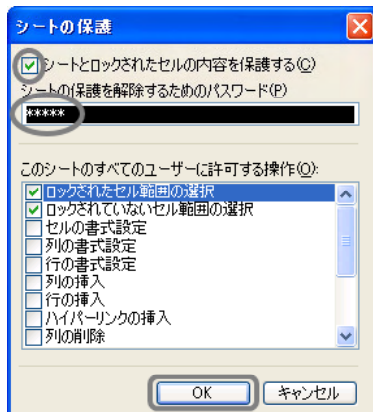 シートの保護
シートとロックされたセルの内容を保護する(C)
シートの保護を解除するためのパスワード(P)
*****
このシートのすべてのユーザーに許可する操作(O):
ロックされたセル範囲の選択
ロックされていないセル範囲の選択
セルの書式設定
列の書式設定
行の書式設定
列の挿入
行の挿入
ハイパーリンクの挿入
列の削除
OK キャンセル